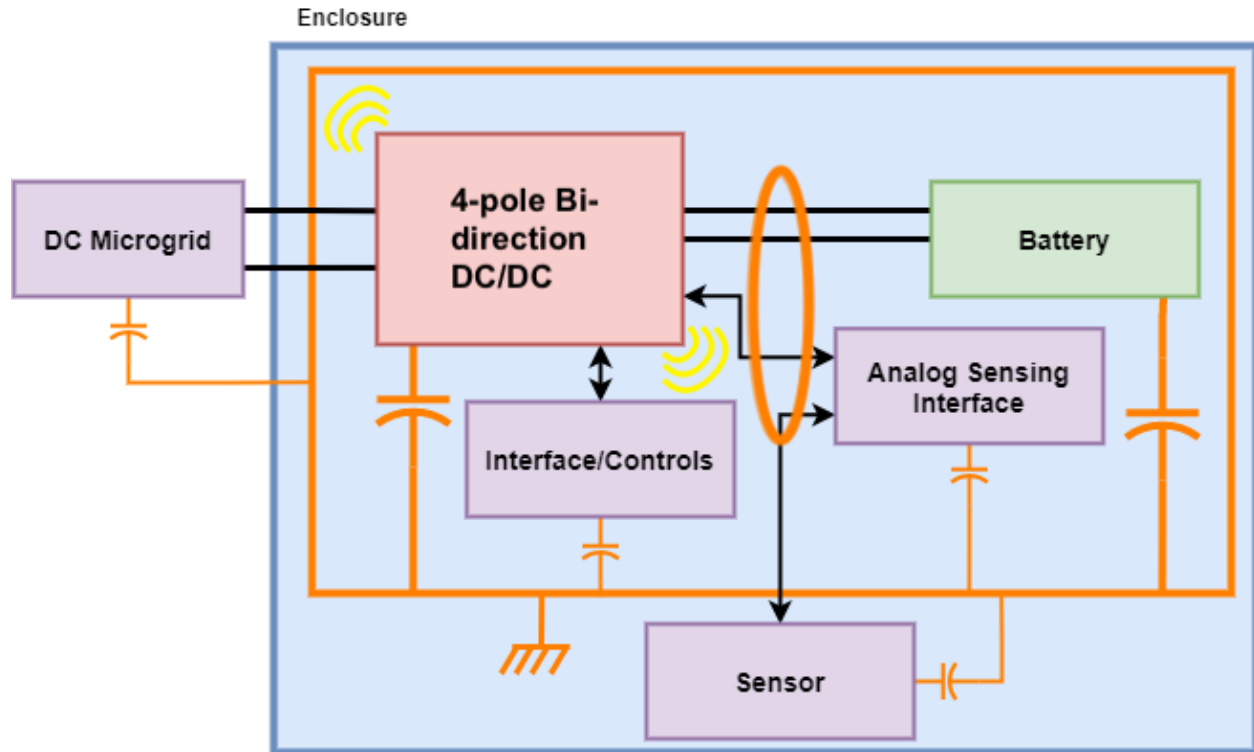 Enclosure
4-pole Bi-
direction
DC/DC
DC Microgrid
Battery
Analog Sensing
Interface
Interface/Controls
Sensor